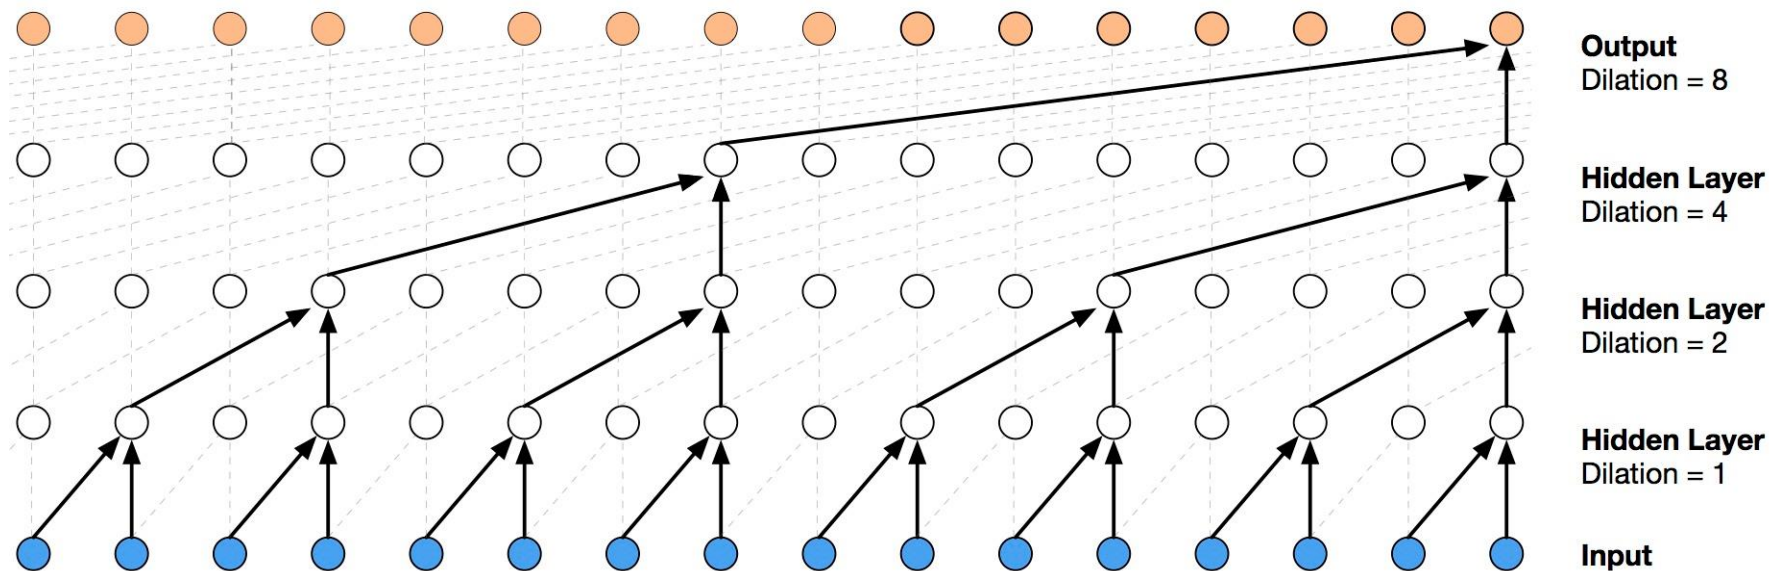 Output
Dilation = 8
Hidden Layer
Dilation = 4
Hidden Layer
Dilation = 2
Hidden Layer
Dilation = 1
Input